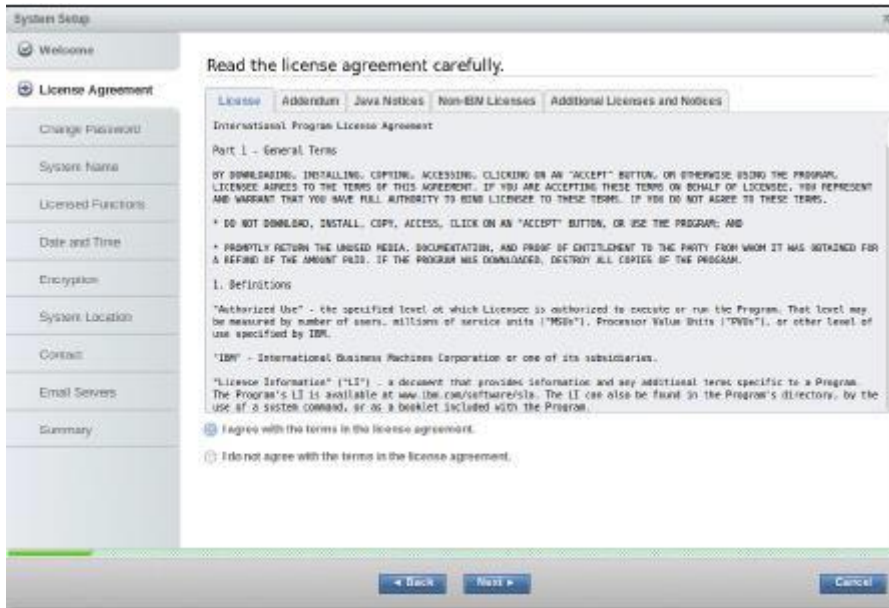 System Setup
Welcome
License Agreement
Change Password
System Name
Licensed Functions
Date and Time
Encryption
System Location
Contact
Email Servers
Summary
Read the license agreement carefully.
License Addendum Java Notices Non-IBM Licenses Additional Licenses and Notices
International Program License Agreement
Part 1 - General Terms
BY DOWNLOADING, INSTALLING, COPYING, ACCESSING, CLICKING ON AN "ACCEPT" BUTTON, OR OTHERWISE USING THE PROGRAM,
LICENSEE AGREES TO THE TERMS OF THIS AGREEMENT. IF YOU ARE ACCEPTING THESE TERMS ON BEHALF OF LICENSEE, YOU REPRESENT
AND WARRANT THAT YOU HAVE FULL AUTHORITY TO BIND LICENSEE TO THESE TERMS. IF YOU DO NOT AGREE TO THESE TERMS,
* DO NOT DOWNLOAD, INSTALL, COPY, ACCESS, CLICK ON AN "ACCEPT" BUTTON, OR USE THE PROGRAM; AND
* PROMPTLY RETURN THE UNUSED MEDIA, DOCUMENTATION, AND PROOF OF ENTITLEMENT TO THE PARTY FROM WHOM IT WAS OBTAINED FOR
A REFUND OF THE AMOUNT PAID. IF THE PROGRAM WAS DOWNLOADED, DESTROY ALL COPIES OF THE PROGRAM.
1. Definitions
"Authorized Use" - the specified level at which Licensee is authorized to execute or run the Program. That level may
be measured by number of users, millions of service units ("MSUs"), Processor Value Units ("PVUs"), or other level of
use specified by IBM.
"IBM" - International Business Machines Corporation or one of its subsidiaries.
"License Information" ("LI") - a document that provides information and any additional terms specific to a Program.
The Program's LI is available at www.ibm.com/software/sla. The LI can also be found in the Program's directory, by the
use of a system command, or as a booklet included with the Program.
I agree with the terms in the license agreement.
I do not agree with the terms in the license agreement.
Back Next Cancel